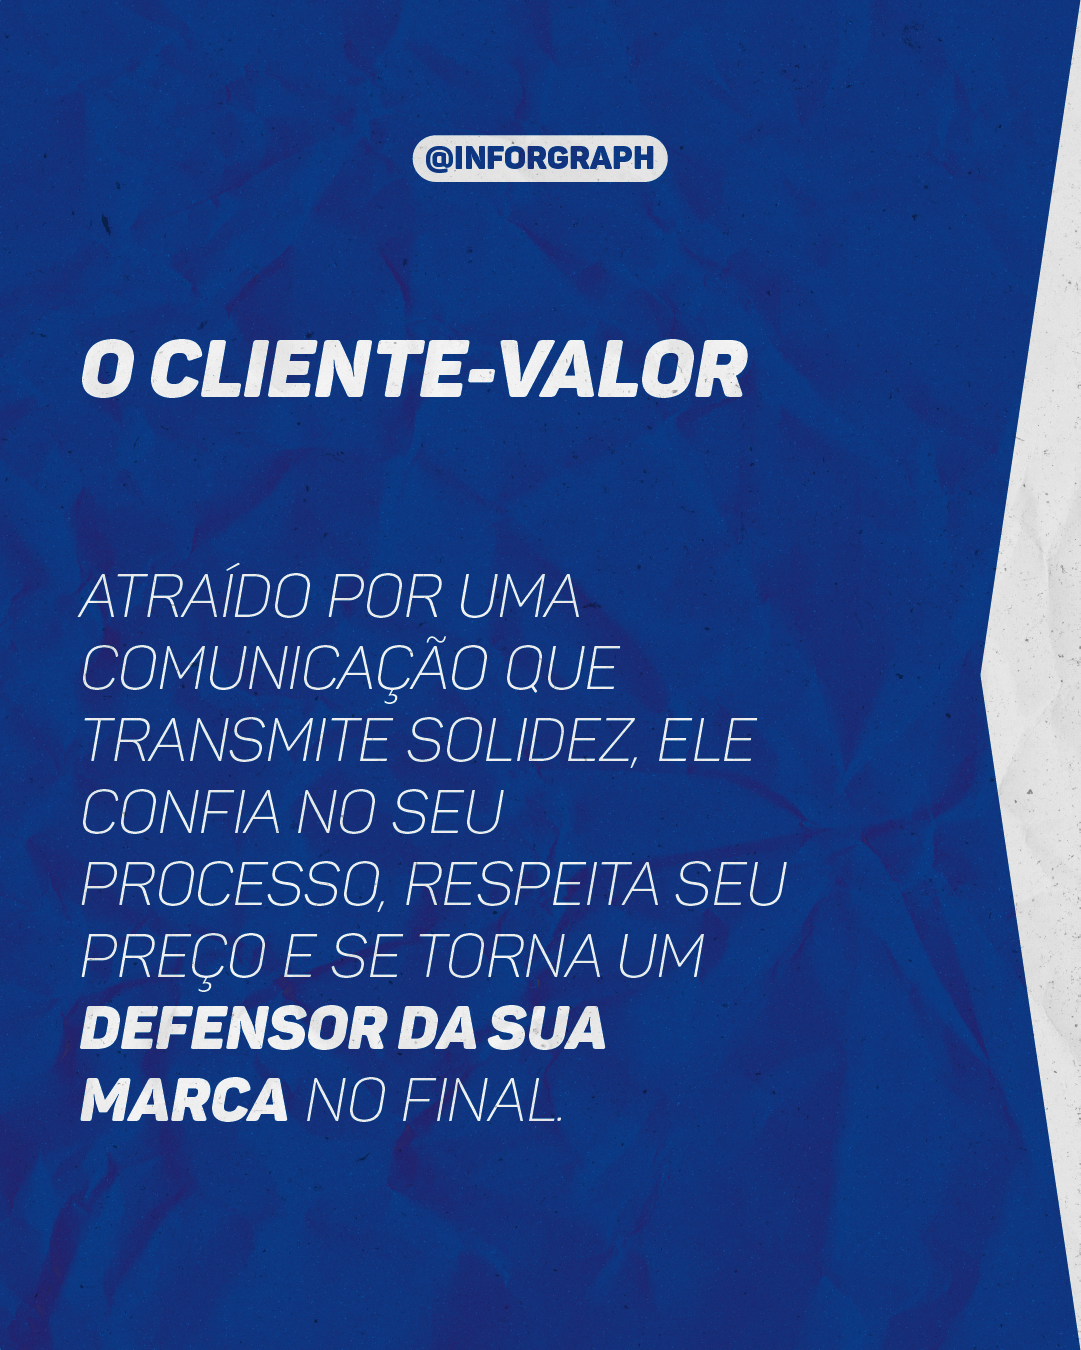 @INFORGRAPH
O CLIENTE-VALOR
ATRAÍDO POR UMA
COMUNICAÇÃO QUE
TRANSMITE SOLIDEZ, ELE
CONFIA NO SEU
PROCESSO, RESPEITA SEU
PREÇO E SE TORNA UM
DEFENSOR DA SUA
MARCA NO FINAL.